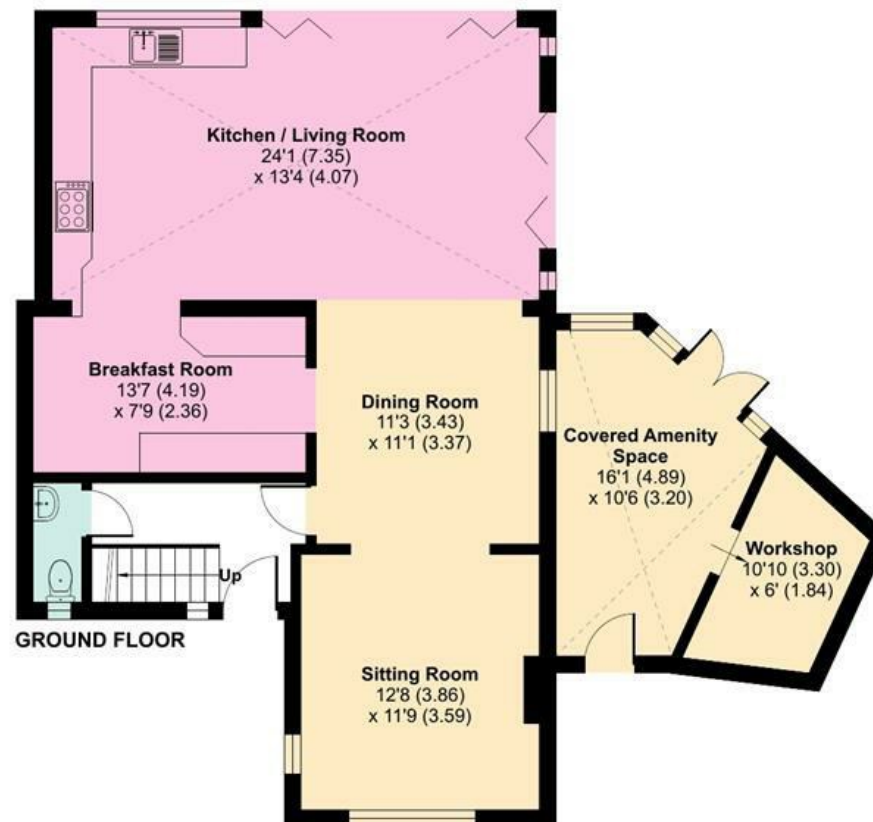 Kitchen / Living Room
24'1 (7.35)
x 13'4 (4.07)
Breakfast Room
13'7 (4.19)
x 7'9 (2.36)
Dining Room
11'3 (3.43)
x 11'1 (3.37)
Covered Amenity
Space
16'1 (4.89)
x 10'6 (3.20)
Workshop
10'10 (3.30)
x 6' (1.84)
Up
GROUND FLOOR
Sitting Room
12'8 (3.86)
x 11'9 (3.59)